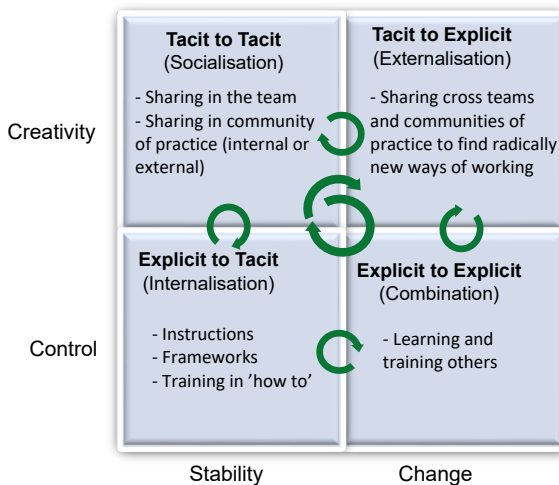 Tacit to Tacit
(Socialisation)
- Sharing in the team
- Sharing in community
of practice (internal or
external)
Tacit to Explicit
(Externalisation)
- Sharing cross teams
and communities of
practice to find radically
new ways of working
Creativity
Explicit to Tacit
(Internalisation)
- Instructions
- Frameworks
- Training in ’how to’
Explicit to Explicit
(Combination)
- Learning and
training others
Control
Stability
Change